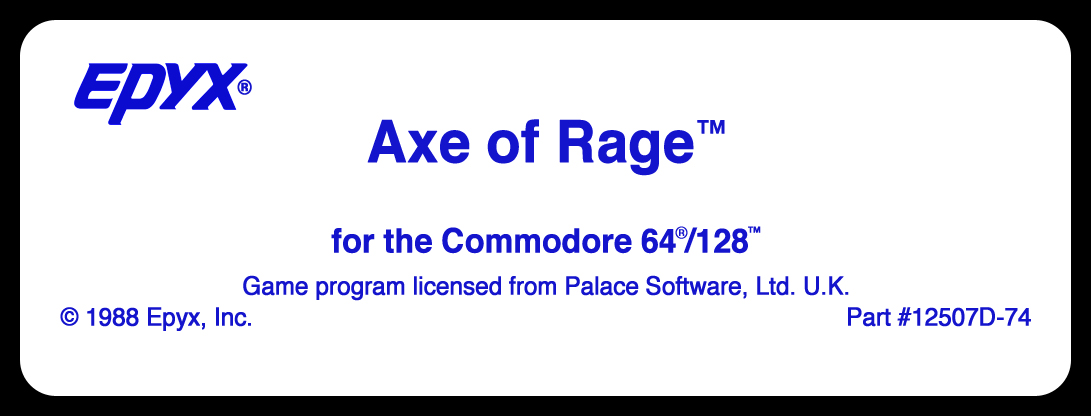 EPYX®
Axe of Rage™
for the Commodore 64®/128™
Game program licensed from Palace Software, Ltd. U.K.
© 1988 Epyx, Inc. Part #12507D-74